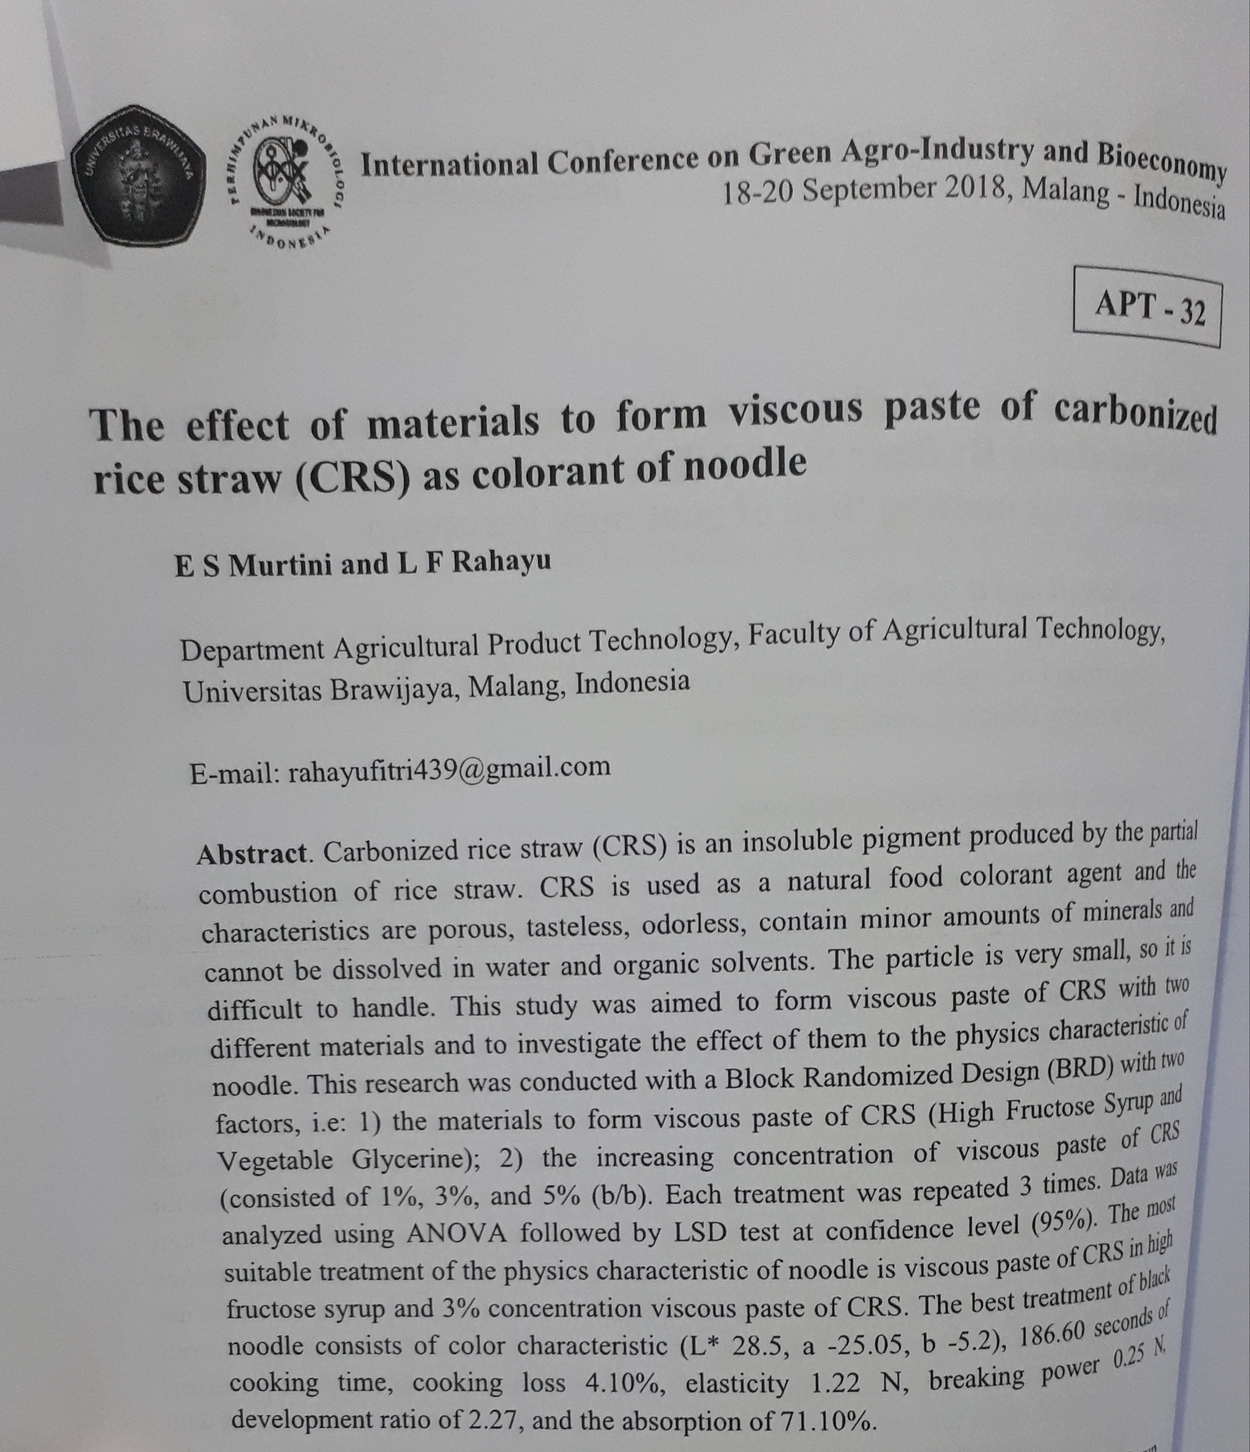 UNIVERSITAS BRAWIJAYA
PERHIMPUNAN MIKROBIOLOGI
INDONESIAN SOCIETY FOR
MICROBIOLOGY
INDONESIA
International Conference on Green Agro-Industry and Bioeconomy
18-20 September 2018, Malang - Indonesia
APT - 32
The effect of materials to form viscous paste of carbonized
rice straw (CRS) as colorant of noodle
E S Murtini and L F Rahayu
Department Agricultural Product Technology, Faculty of Agricultural Technology,
Universitas Brawijaya, Malang, Indonesia
E-mail: rahayufitri439@gmail.com
Abstract. Carbonized rice straw (CRS) is an insoluble pigment produced by the partial
combustion of rice straw. CRS is used as a natural food colorant agent and the
characteristics are porous, tasteless, odorless, contain minor amounts of minerals and
cannot be dissolved in water and organic solvents. The particle is very small, so it is
difficult to handle. This study was aimed to form viscous paste of CRS with two
different materials and to investigate the effect of them to the physics characteristic of
noodle. This research was conducted with a Block Randomized Design (BRD) with two
factors, i.e: 1) the materials to form viscous paste of CRS (High Fructose Syrup and
Vegetable Glycerine); 2) the increasing concentration of viscous paste of CRS
(consisted of 1%, 3%, and 5% (b/b). Each treatment was repeated 3 times. Data was
analyzed using ANOVA followed by LSD test at confidence level (95%). The most
suitable treatment of the physics characteristic of noodle is viscous paste of CRS in high
fructose syrup and 3% concentration viscous paste of CRS. The best treatment of black
noodle consists of color characteristic (L* 28.5, a -25.05, b -5.2), 186.60 seconds of
cooking time, cooking loss 4.10%, elasticity 1.22 N, breaking power 0.25 N,
development ratio of 2.27, and the absorption of 71.10%.